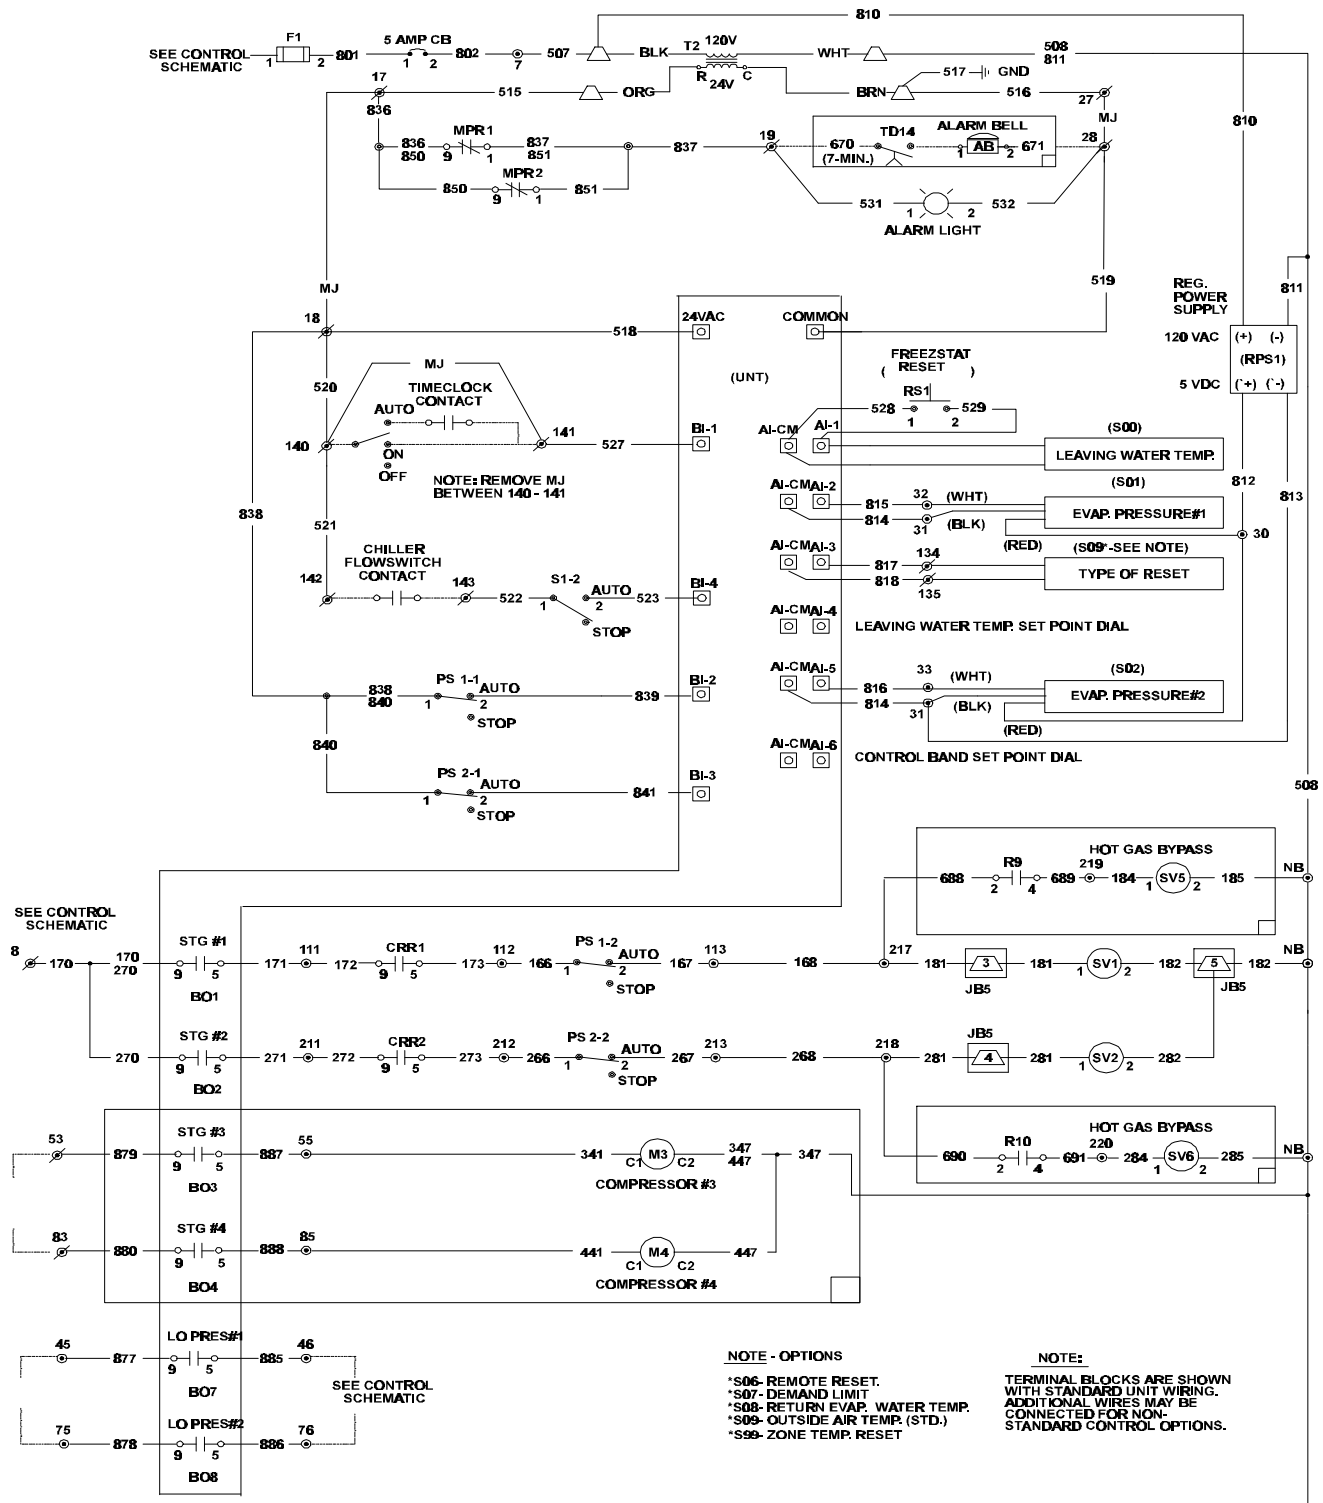 810
SEE CONTROL
SCHEMATIC
F1
1
2
801
5 AMP CB
1
2
802
7
507
BLK
T2
120V
WHT
508
811
R
24V
C
517
GND
17
836
515
ORG
BRN
516
27
MJ
810
836
850
MPR1
9
1
837
851
837
19
670
(7-MIN.)
TD14
ALARM BELL
1
AB
2
671
28
850
MPR2
9
1
851
531
1
2
532
ALARM LIGHT
519
811
REG.
POWER
SUPPLY
MJ
18
518
24VAC
COMMON
120 VAC
(+)
(-)
(RPS1)
5 VDC
(+)
(-)
(UNT)
FREEZSTAT
( RESET )
RS1
528
1
2
529
520
MJ
TIMECLOCK
CONTACT
AUTO
140
ON
OFF
141
527
BI-1
NOTE: REMOVE MJ
BETWEEN 140 - 141
AI-CM
AI-1
(S00)
LEAVING WATER TEMP.
838
521
AI-CM
AI-2
815
814
32
31
(WHT)
(BLK)
(RED)
(S01)
EVAP. PRESSURE#1
812
813
30
CHILLER
FLOWSWITCH
CONTACT
142
143
522
S1-2
1
AUTO
2
STOP
523
BI-4
AI-CM
AI-3
817
818
134
135
(S09*-SEE NOTE)
TYPE OF RESET
AI-CM
AI-4
LEAVING WATER TEMP. SET POINT DIAL
838
840
PS 1-1
1
AUTO
2
STOP
839
BI-2
AI-CM
AI-5
816
814
33
31
(WHT)
(BLK)
(RED)
(S02)
EVAP. PRESSURE#2
840
PS 2-1
1
AUTO
2
STOP
841
BI-3
AI-CM
AI-6
CONTROL BAND SET POINT DIAL
508
HOT GAS BYPASS
688
R9
2
4
689
219
184
1
SV5
2
185
NB
SEE CONTROL
SCHEMATIC
8
170
170
270
STG #1
9
5
BO1
171
111
172
CRR1
9
5
173
112
166
PS 1-2
1
AUTO
2
STOP
167
113
168
217
181
3
JB5
181
1
SV1
2
182
5
JB5
182
NB
270
STG #2
9
5
BO2
271
211
272
CRR2
9
5
273
212
266
PS 2-2
1
AUTO
2
STOP
267
213
268
218
281
JB5
4
281
1
SV2
2
282
53
879
STG #3
9
5
BO3
887
55
341
C1
M3
C2
347
447
347
COMPRESSOR #3
HOT GAS BYPASS
690
R10
2
4
691
220
284
1
SV6
2
285
NB
83
880
STG #4
9
5
BO4
888
85
441
C1
M4
C2
447
COMPRESSOR #4
45
877
LO PRES#1
9
5
BO7
885
46
SEE CONTROL
SCHEMATIC
75
878
LO PRES#2
9
5
BO8
886
76
NOTE - OPTIONS
*S06- REMOTE RESET.
*S07- DEMAND LIMIT
*S08- RETURN EVAP. WATER TEMP.
*S09- OUTSIDE AIR TEMP. (STD.)
*S99- ZONE TEMP. RESET
NOTE:
TERMINAL BLOCKS ARE SHOWN
WITH STANDARD UNIT WIRING.
ADDITIONAL WIRES MAY BE
CONNECTED FOR NON-
STANDARD CONTROL OPTIONS.